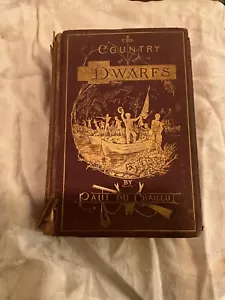 THE
COUNTRY
OF THE
DWARFS
BY
PAUL DU CHAILLU